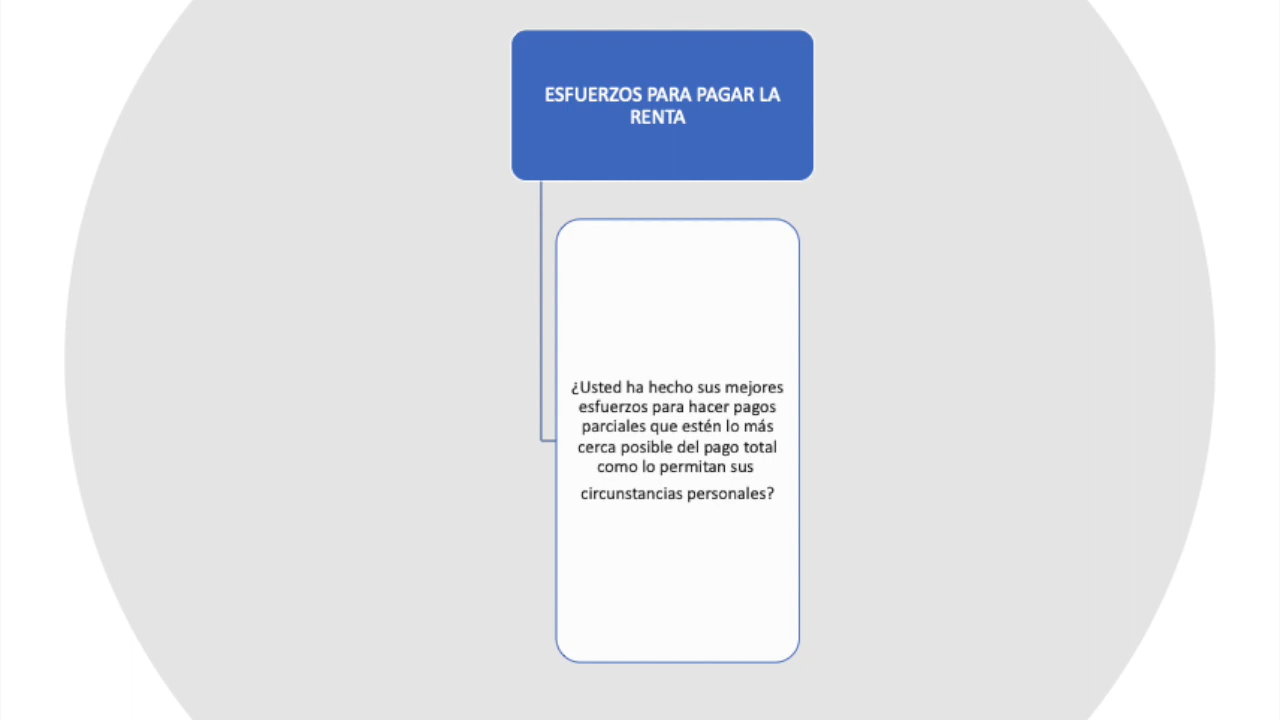 ESFUERZOS PARA PAGAR LA
RENTA
¿Usted ha hecho sus mejores
esfuerzos para hacer pagos
parciales que estén lo más
cerca posible del pago total
como lo permitan sus
circunstancias personales?